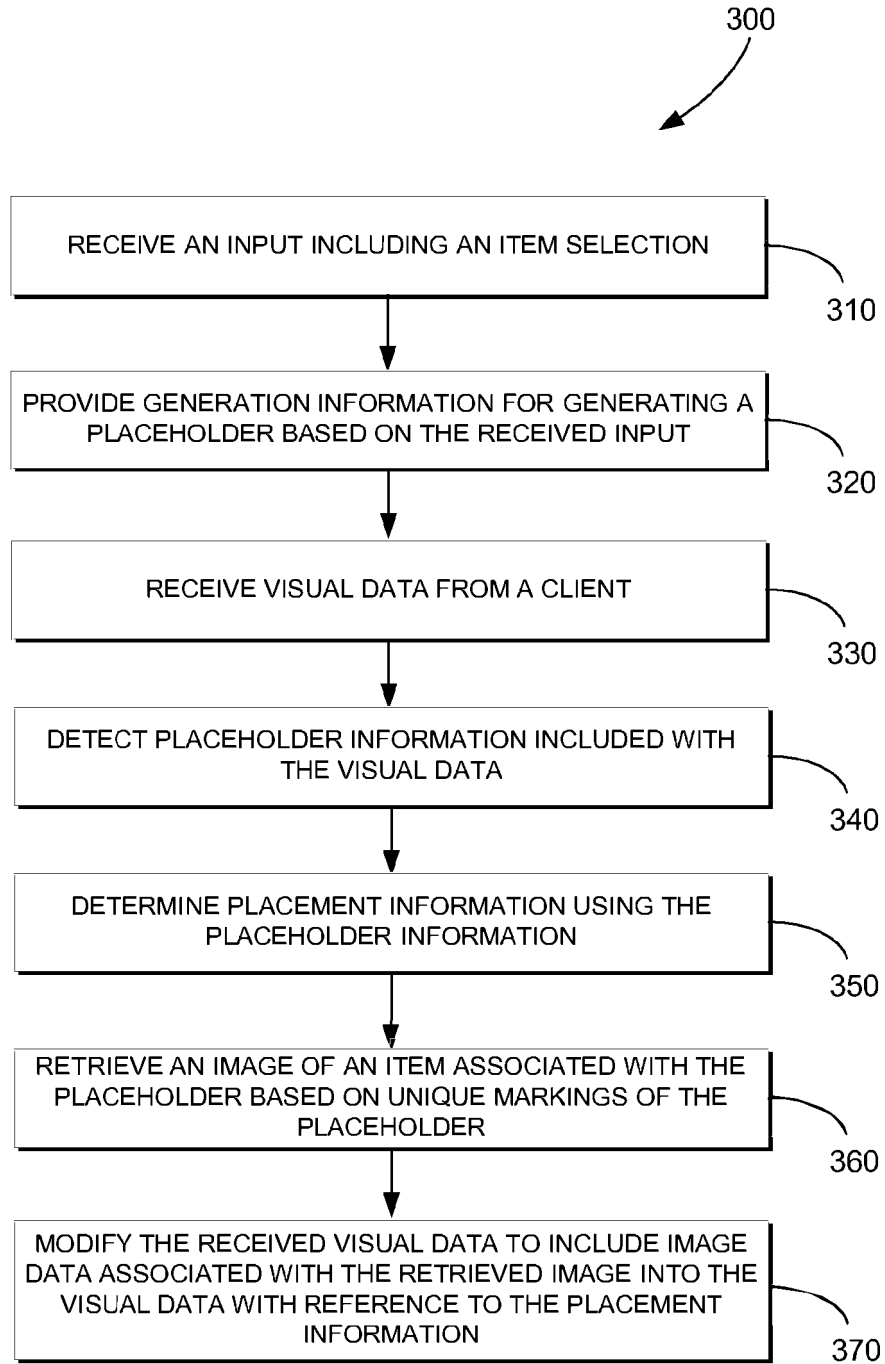 300
RECEIVE AN INPUT INCLUDING AN ITEM SELECTION
310
PROVIDE GENERATION INFORMATION FOR GENERATING A
PLACEHOLDER BASED ON THE RECEIVED INPUT
320
RECEIVE VISUAL DATA FROM A CLIENT
330
DETECT PLACEHOLDER INFORMATION INCLUDED WITH
THE VISUAL DATA
340
DETERMINE PLACEMENT INFORMATION USING THE
PLACEHOLDER INFORMATION
350
RETRIEVE AN IMAGE OF AN ITEM ASSOCIATED WITH THE
PLACEHOLDER BASED ON UNIQUE MARKINGS OF THE
PLACEHOLDER
360
MODIFY THE RECEIVED VISUAL DATA TO INCLUDE IMAGE
DATA ASSOCIATED WITH THE RETRIEVED IMAGE INTO THE
VISUAL DATA WITH REFERENCE TO THE PLACEMENT
INFORMATION
370